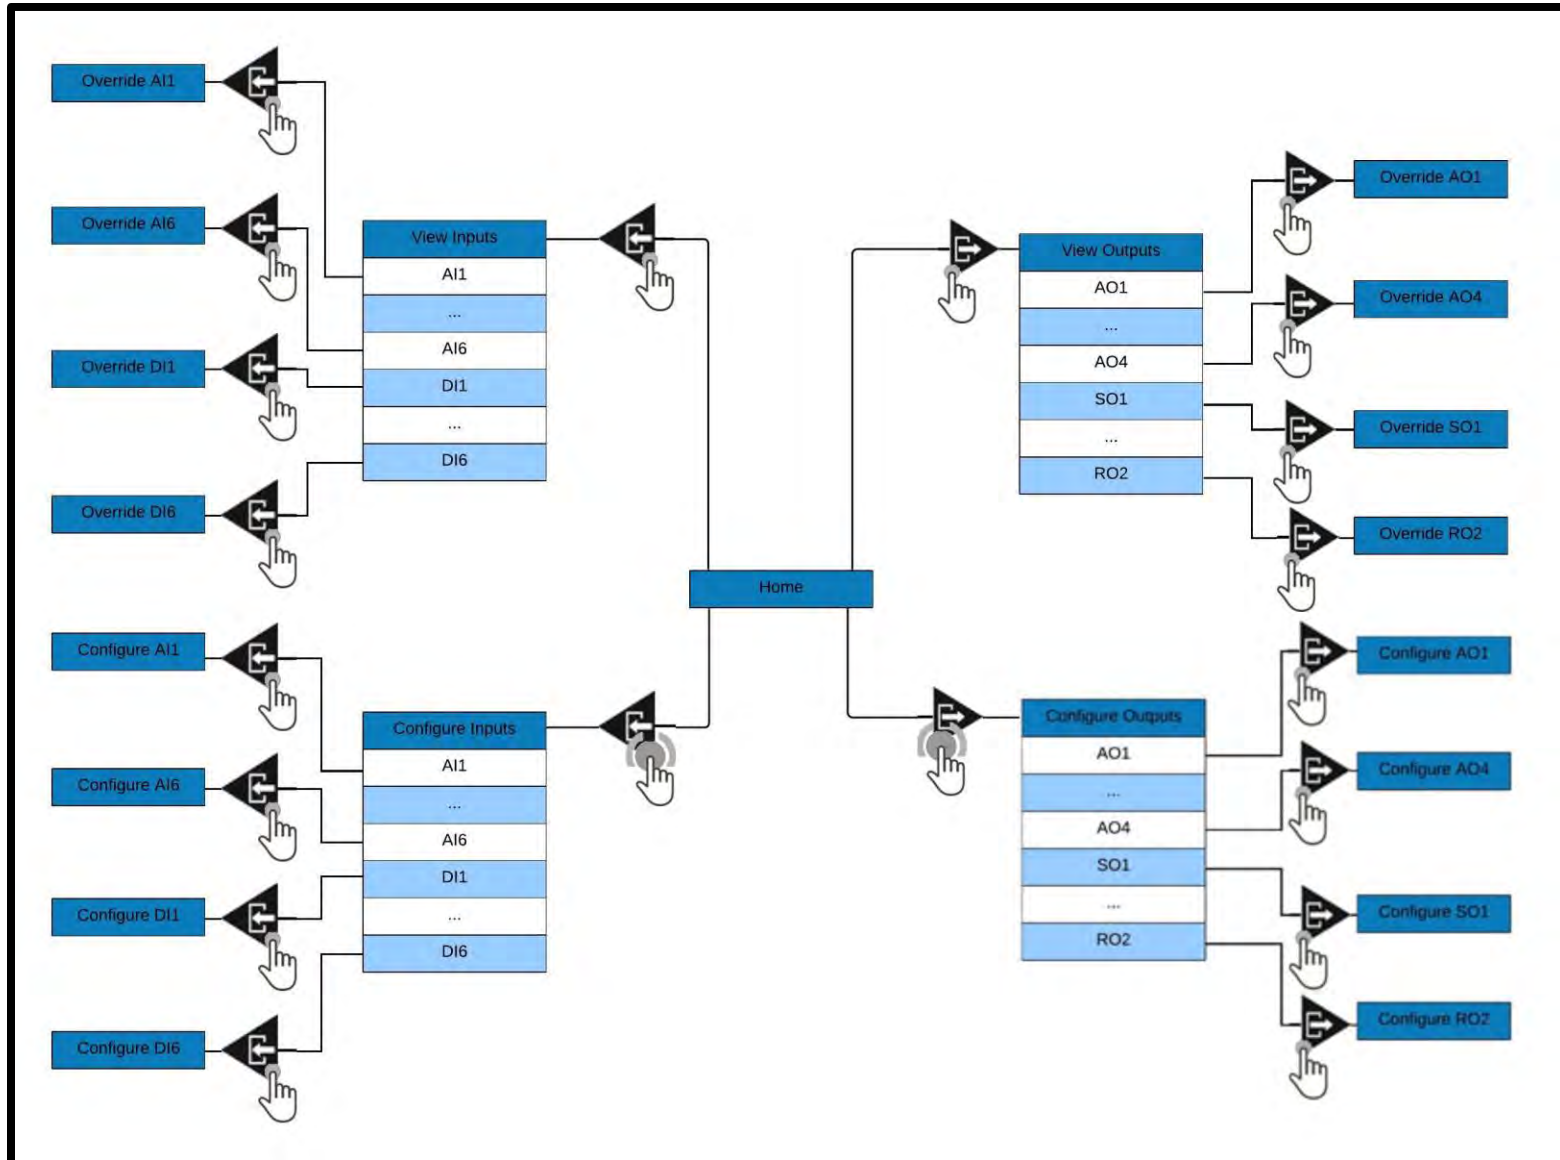 Override AI1
Override AI6
Override DI1
Override DI6
View Inputs
AI1
...
AI6
DI1
...
DI6
View Outputs
AO1
...
AO4
SO1
...
RO2
Override AO1
Override AO4
Override SO1
Override RO2
Home
Configure AI1
Configure AI6
Configure DI1
Configure DI6
Configure Inputs
AI1
...
AI6
DI1
...
DI6
Configure Outputs
AO1
...
AO4
SO1
...
RO2
Configure AO1
Configure AO4
Configure SO1
Configure RO2